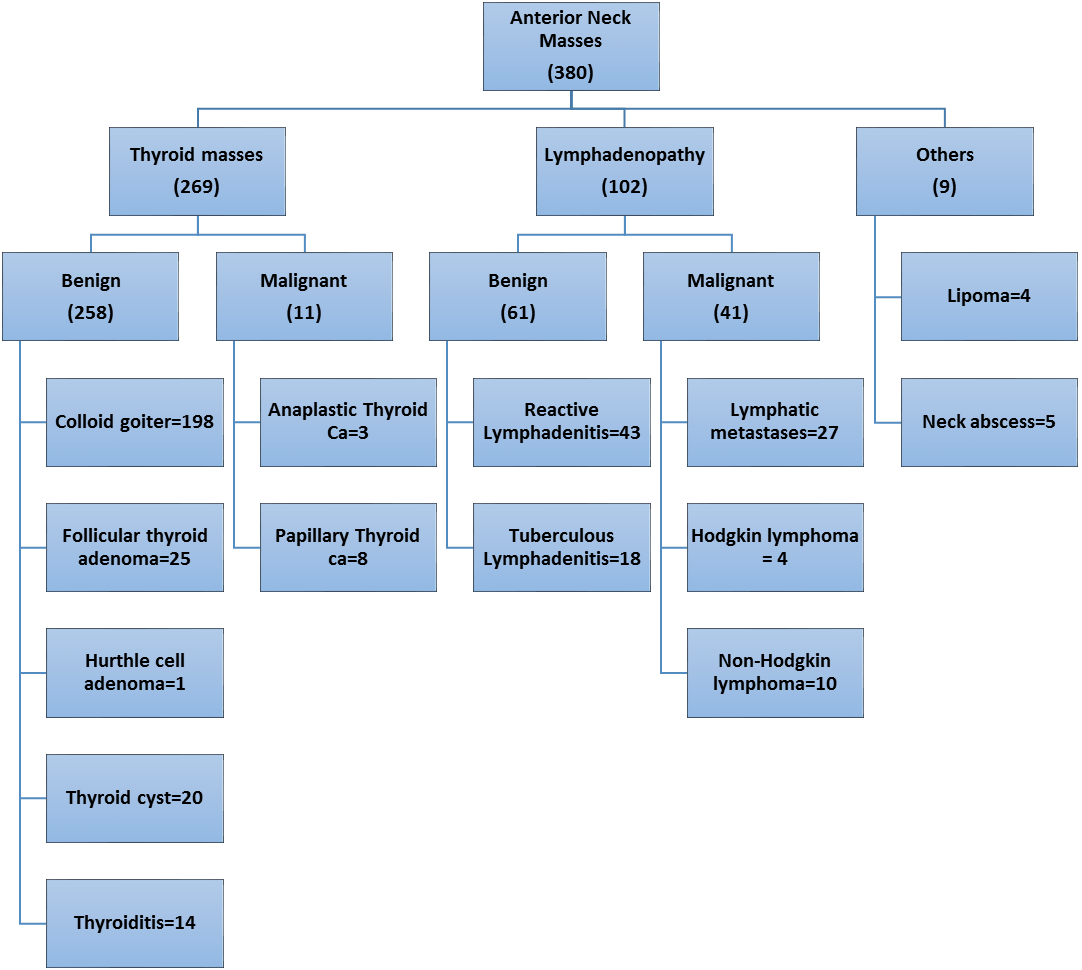 Anterior Neck
Masses
(380)
Thyroid masses
(269)
Lymphadenopathy
(102)
Others
(9)
Benign
(258)
Malignant
(11)
Benign
(61)
Malignant
(41)
Lipoma=4
Colloid goiter=198
Anaplastic Thyroid
Ca=3
Reactive
Lymphadenitis=43
Lymphatic
metastases=27
Neck abscess=5
Follicular thyroid
adenoma=25
Papillary Thyroid
ca=8
Tuberculous
Lymphadenitis=18
Hodgkin lymphoma
= 4
Hurthle cell
adenoma=1
Non-Hodgkin
lymphoma=10
Thyroid cyst=20
Thyroiditis=14